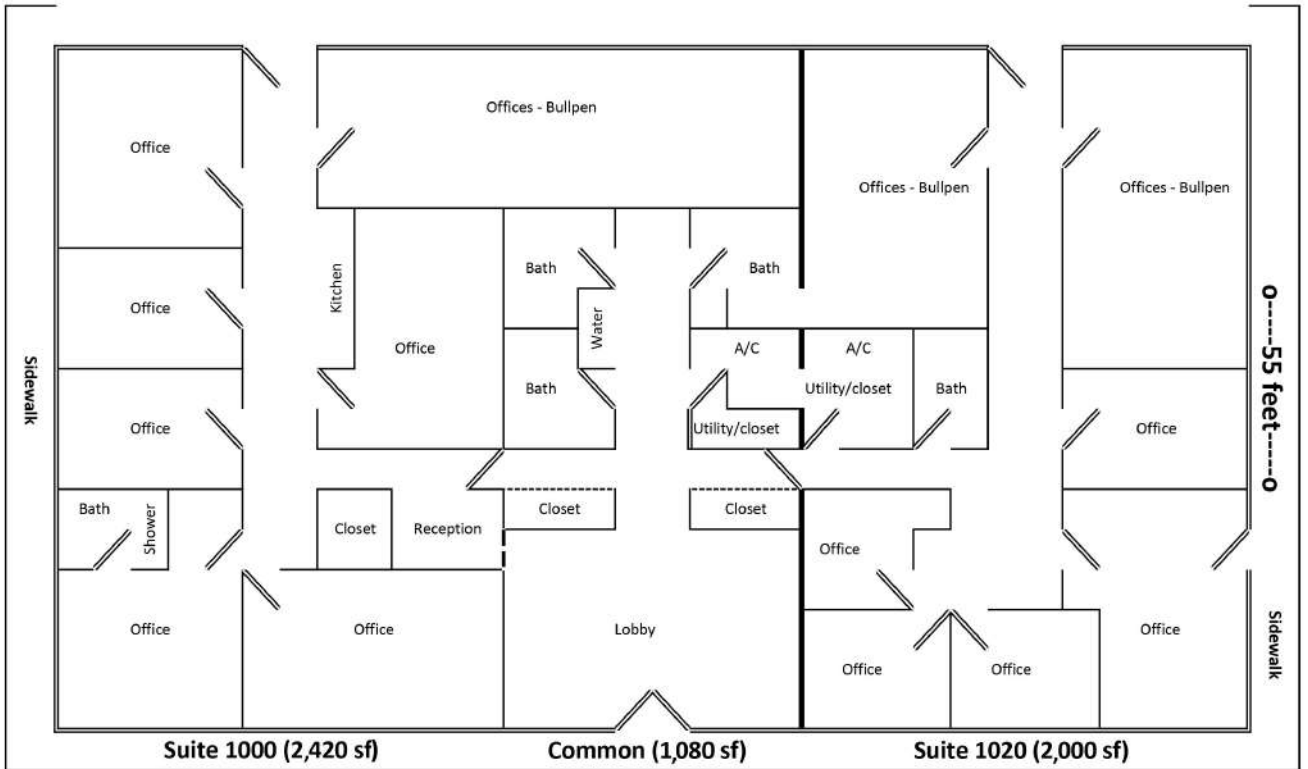 Offices - Bullpen
Office
Offices - Bullpen
Offices - Bullpen
Bath
Bath
Kitchen
Office
Water
Office
A/C
A/C
Sidewalk
Bath
Utility/closet
Bath
o-----55 feet-----o
Office
Utility/closet
Office
Bath
Shower
Closet
Reception
Closet
Closet
Office
Office
Office
Lobby
Office
Sidewalk
Office
Office
Suite 1000 (2,420 sf)
Common (1,080 sf)
Suite 1020 (2,000 sf)